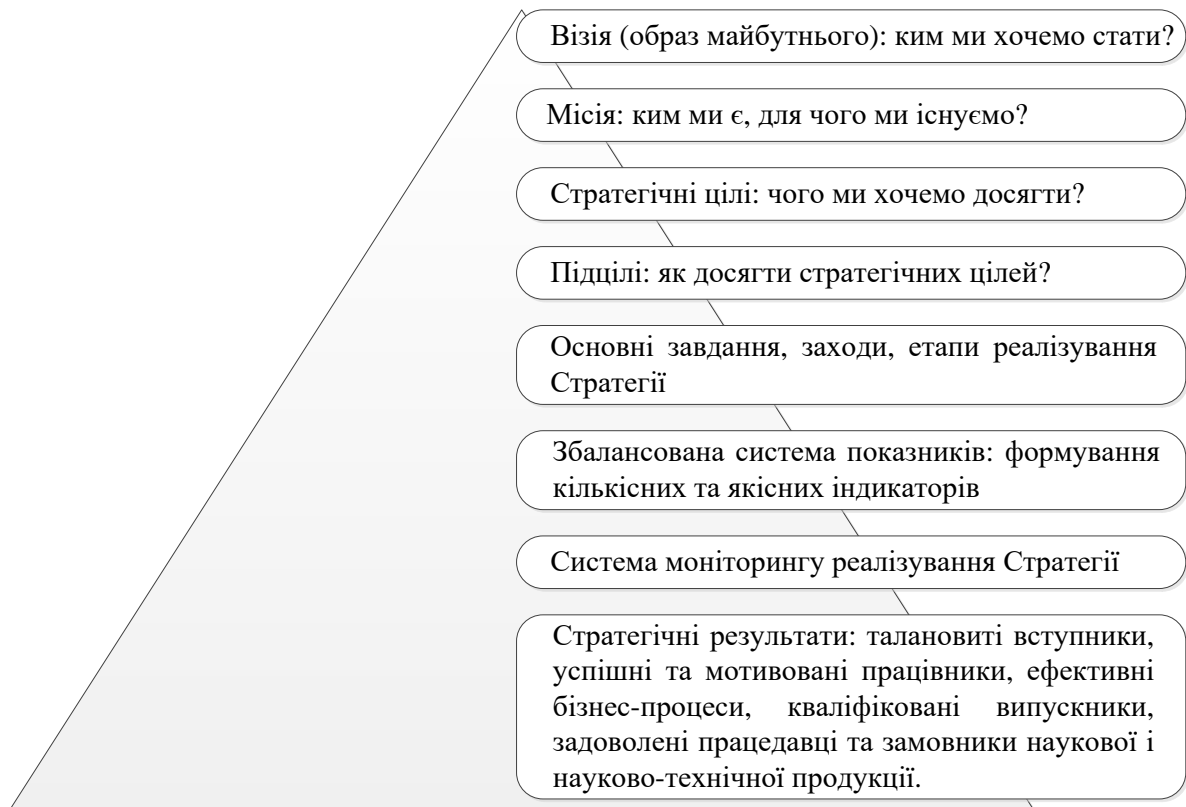 Візія (образ майбутнього): ким ми хочемо стати?
Місія: ким ми є, для чого ми існуємо?
Стратегічні цілі: чого ми хочемо досягти?
Підцілі: як досягти стратегічних цілей?
Основні завдання, заходи, етапи реалізування
Стратегії
Збалансована система показників: формування
кількісних та якісних індикаторів
Система моніторингу реалізування Стратегії
Стратегічні результати: талановиті вступники,
успішні та мотивовані працівники, ефективні
бізнес-процеси, кваліфіковані випускники,
задоволені працедавці та замовники наукової і
науково-технічної продукції.